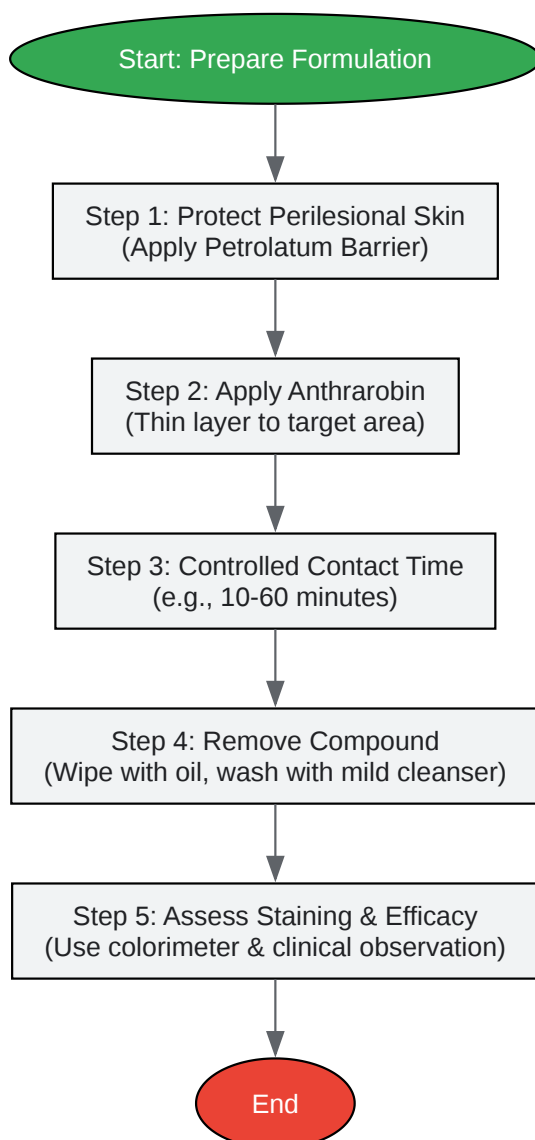 Start: Prepare Formulation
Step 1: Protect Perilesional Skin
(Apply Petrolatum Barrier)
Step 2: Apply Anthrarobin
(Thin layer to target area)
Step 3: Controlled Contact Time
(e.g., 10-60 minutes)
Step 4: Remove Compound
(Wipe with oil, wash with mild cleanser)
Step 5: Assess Staining & Efficacy
(Use colorimeter & clinical observation)
End